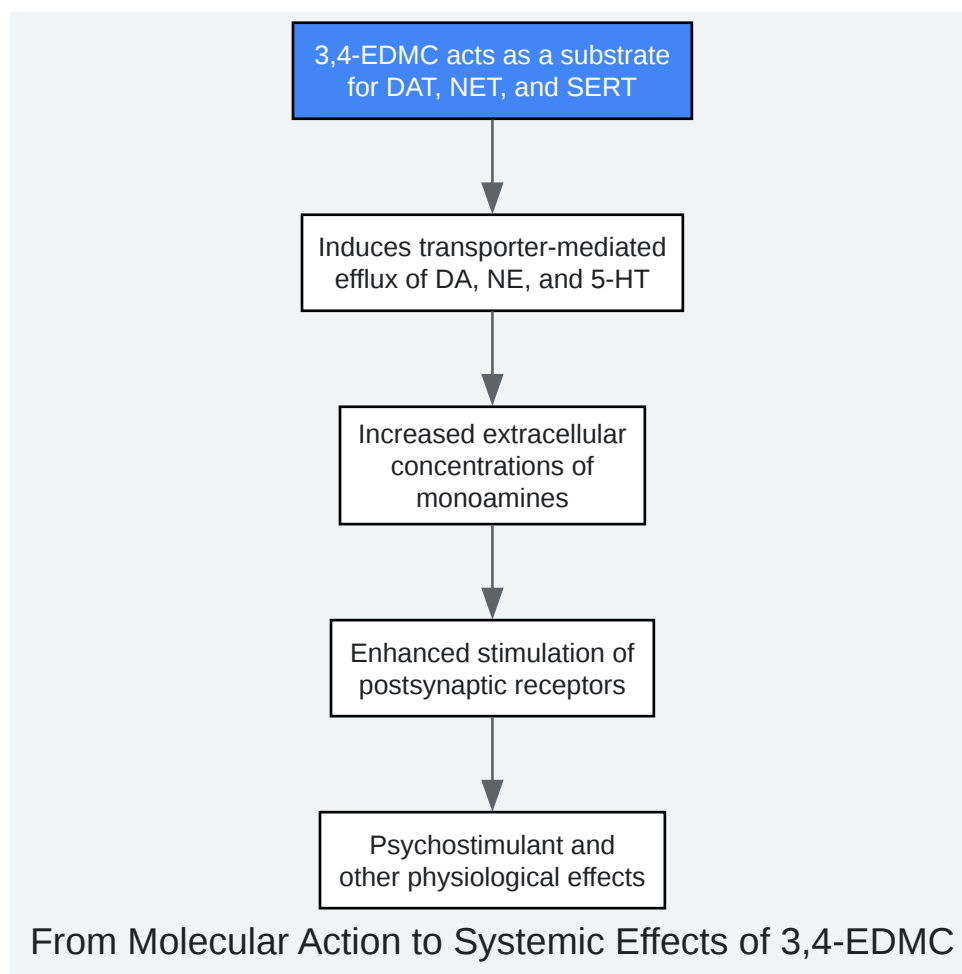 3,4-EDMC acts as a substrate
for DAT, NET, and SERT
Induces transporter-mediated
efflux of DA, NE, and 5-HT
Increased extracellular
concentrations of
monoamines
Enhanced stimulation of
postsynaptic receptors
Psychostimulant and
other physiological effects
From Molecular Action to Systemic Effects of 3,4-EDMC